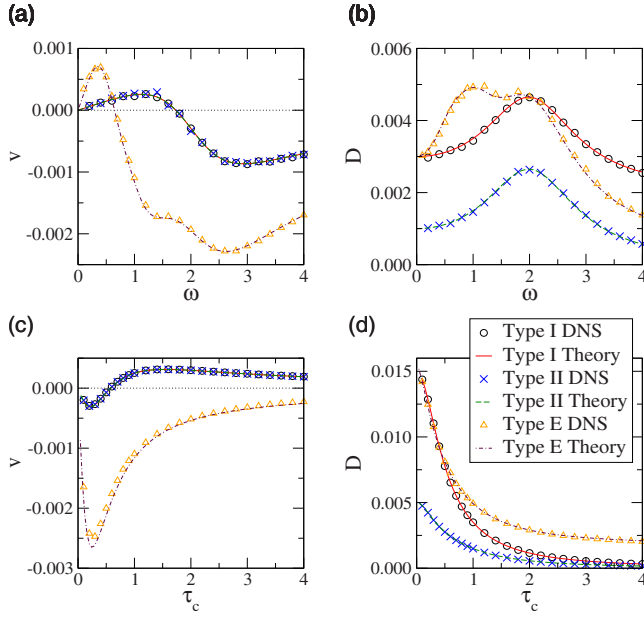 (a)
0.001
0.000
-0.001
-0.002
v
0 1 2 3 4
ω
(b)
0.006
0.004
0.002
0.000
D
0 1 2 3 4
ω
(c)
0.000
-0.001
-0.002
-0.003
v
0 1 2 3 4
τc
(d)
0.015
0.010
0.005
0.000
D
0 1 2 3 4
τc
Type I DNS
Type I Theory
Type II DNS
Type II Theory
Type E DNS
Type E Theory